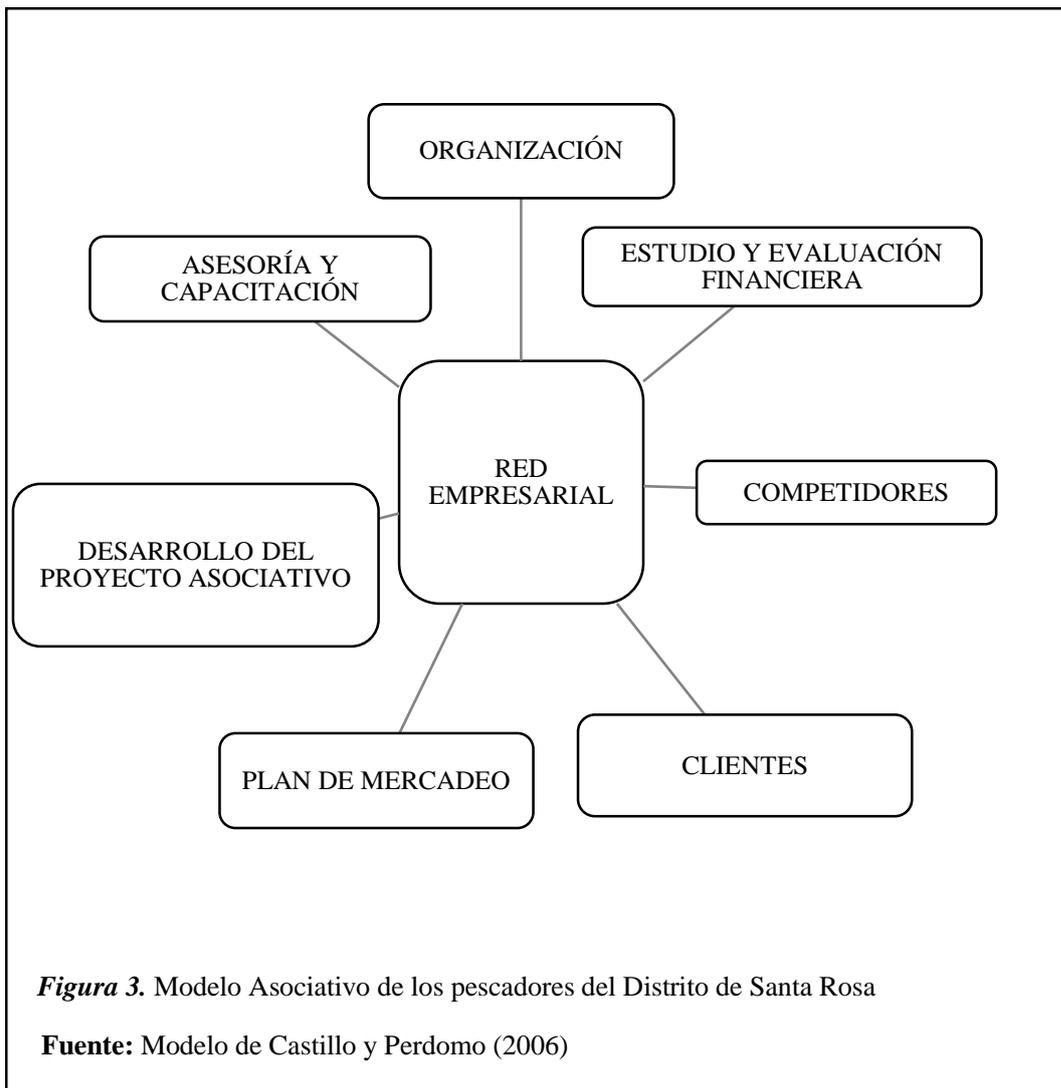 ORGANIZACIÓN
ASESORÍA Y
CAPACITACIÓN
ESTUDIO Y EVALUACIÓN
FINANCIERA
RED
EMPRESARIAL
COMPETIDORES
DESARROLLO DEL
PROYECTO ASOCIATIVO
PLAN DE MERCADEO
CLIENTES
Figura 3. Modelo Asociativo de los pescadores del Distrito de Santa Rosa
Fuente: Modelo de Castillo y Perdomo (2006)